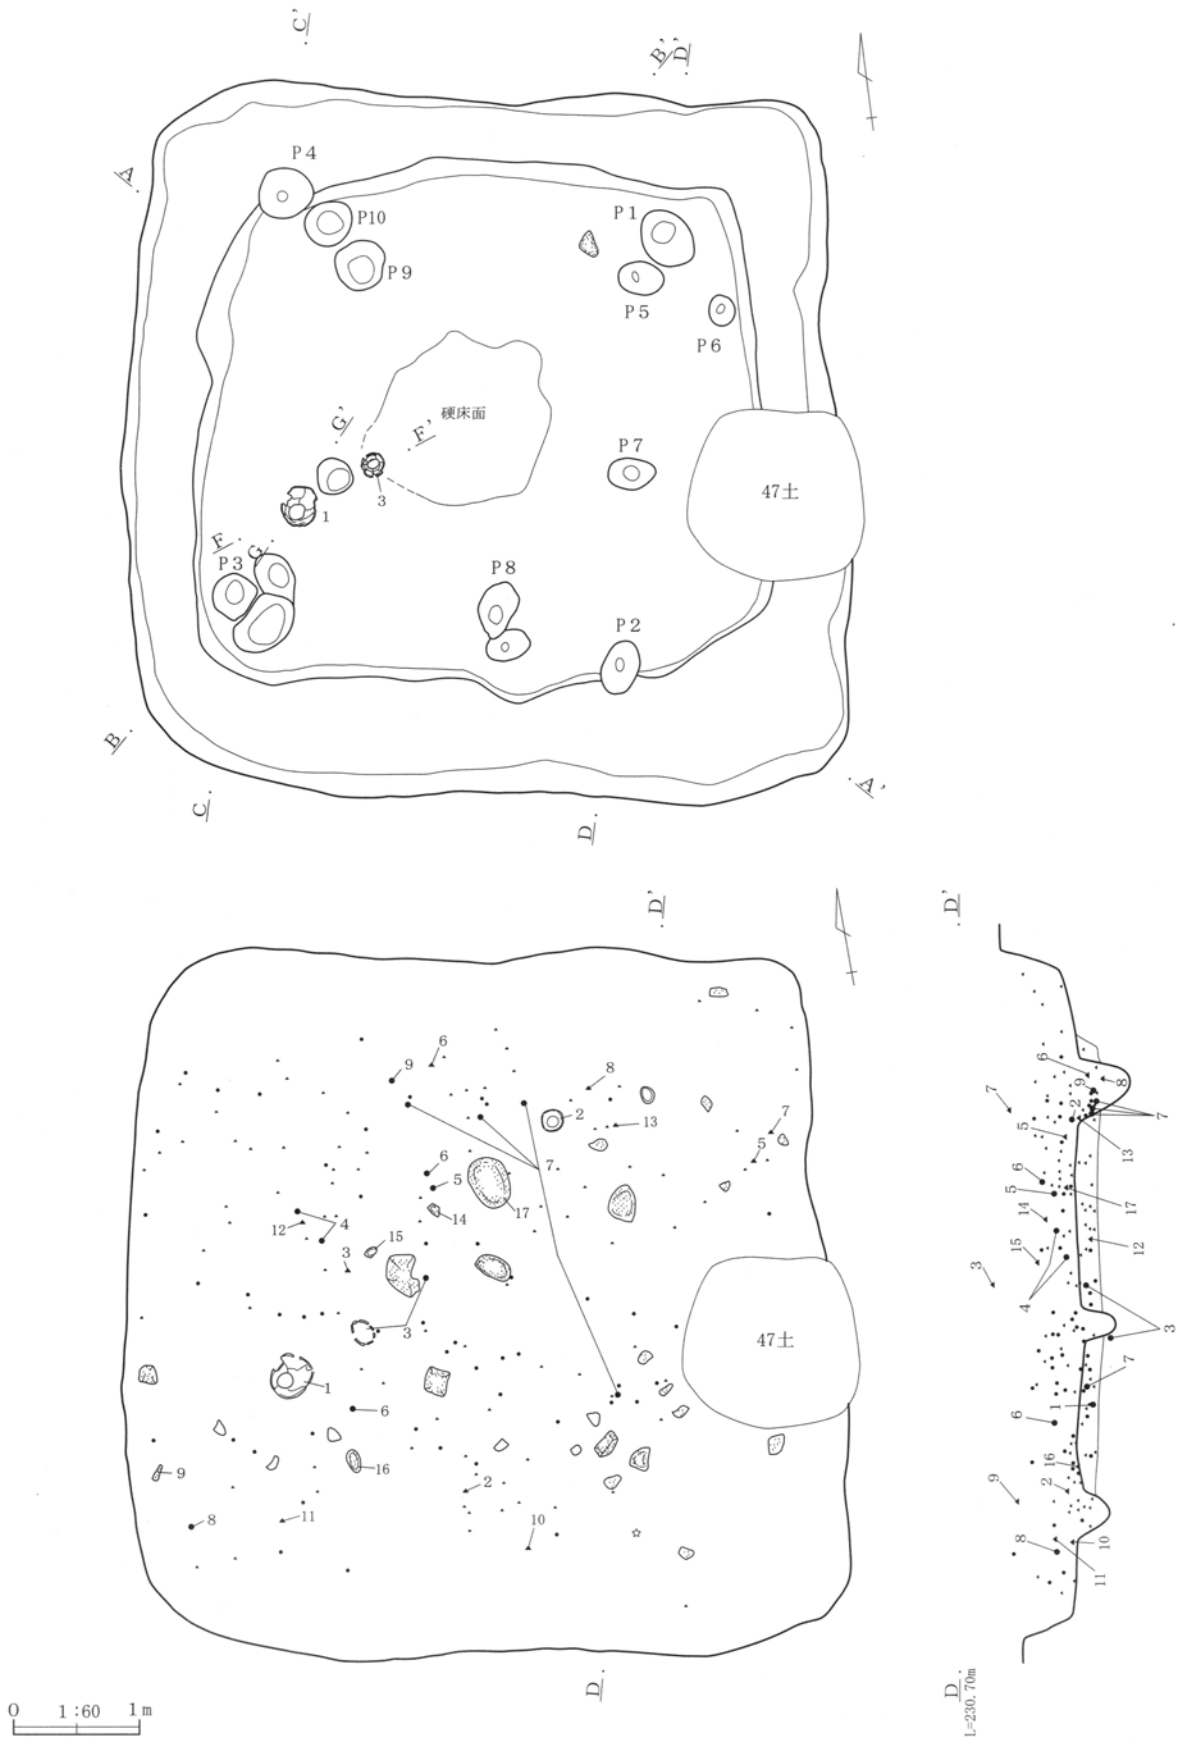 C'
B'
D'
A
P4
P10
P9
P1
P5
P6
硬床面
G'
F'
3
1
P7
47土
F
G
P3
P8
P2
B
C
D
A'
D'
6
9
8
2
13
7
5
6
5
7
14
17
4
12
15
3
3
47土
1
6
9
16
2
8
11
10
D
0 1:60 1m
D'
6
9
8
7
2
7
5
13
6
5
17
14
12
15
3
4
3
7
1
6
16
2
9
10
8
11
D
L=230.70m